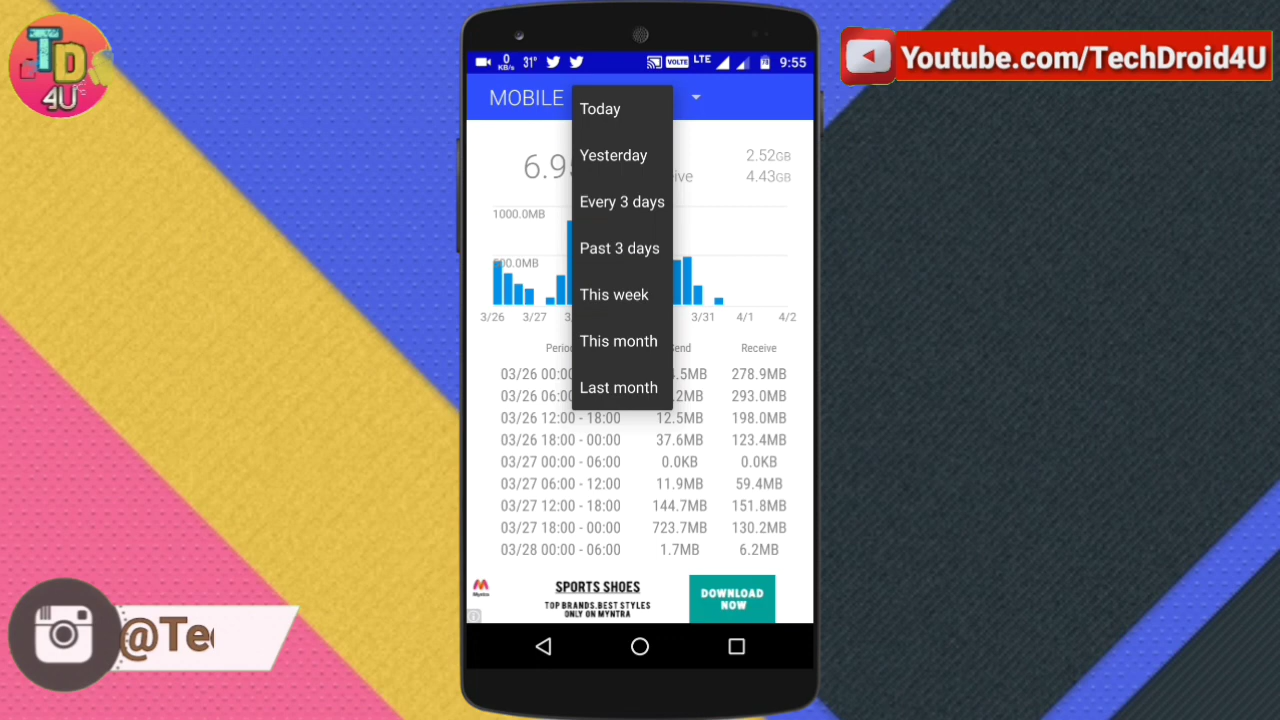 TD
4U
Youtube.com/TechDroid4U
0
KB/s
31°
VOLTE
LTE
9:55
MOBILE
Today
Yesterday
Every 3 days
Past 3 days
This week
This month
Last month
2.52GB
4.43GB
1000.0MB
3/26 3/27 3/31 4/1 4/2
Receive
03/26 00:00 278.9MB
03/26 293.0MB
03/26 12:00 - 18:00 12.5MB 198.0MB
03/26 18:00 - 00:00 37.6MB 123.4MB
03/27 00:00 - 06:00 0.0KB 0.0KB
03/27 06:00 - 12:00 11.9MB 59.4MB
03/27 12:00 - 18:00 144.7MB 151.8MB
03/27 18:00 - 00:00 723.7MB 130.2MB
03/28 00:00 - 06:00 1.7MB 6.2MB
Myntra
SPORTS SHOES
TOP BRANDS.BEST STYLES
ONLY ON MYNTRA
DOWNLOAD
NOW
@Te